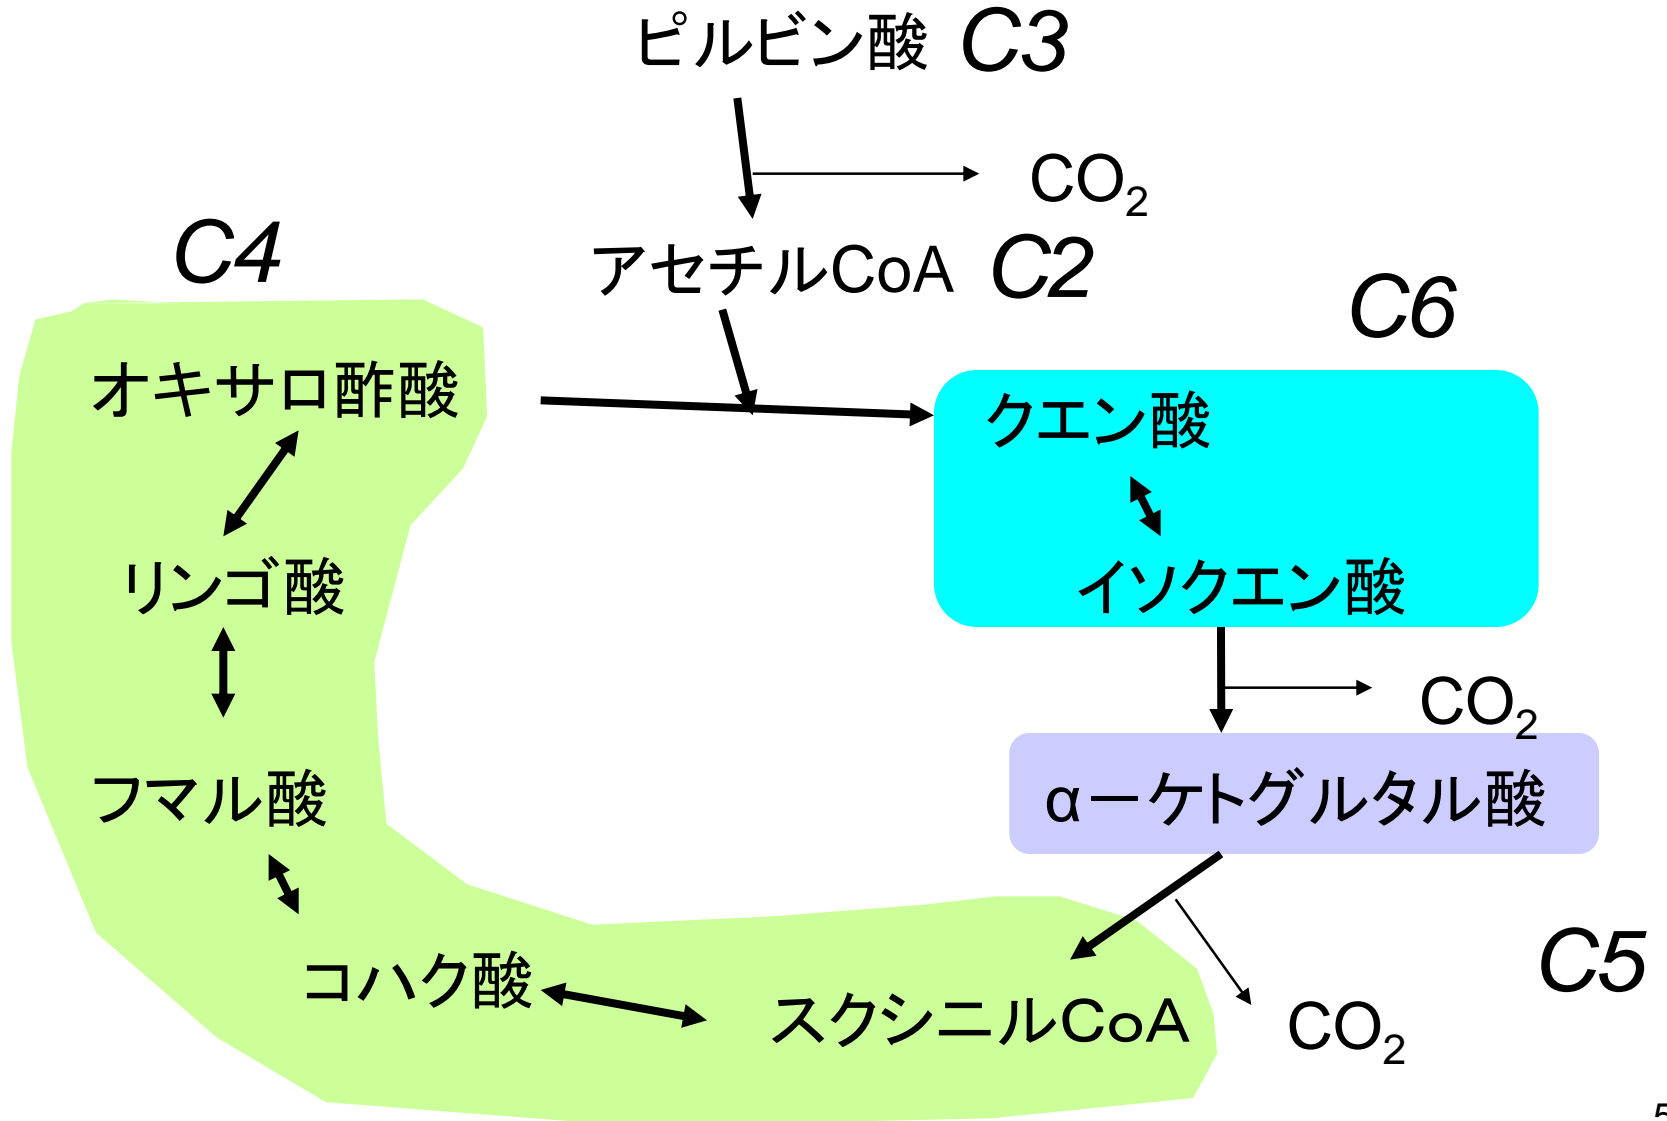 ピルビン酸 C3
CO2
C4
アセチルCoA C2
C6
オキサロ酢酸
クエン酸
リンゴ酸
イソクエン酸
CO2
フマル酸
α－ケトグルタル酸
C5
コハク酸
スクシニルCoA
CO2
5